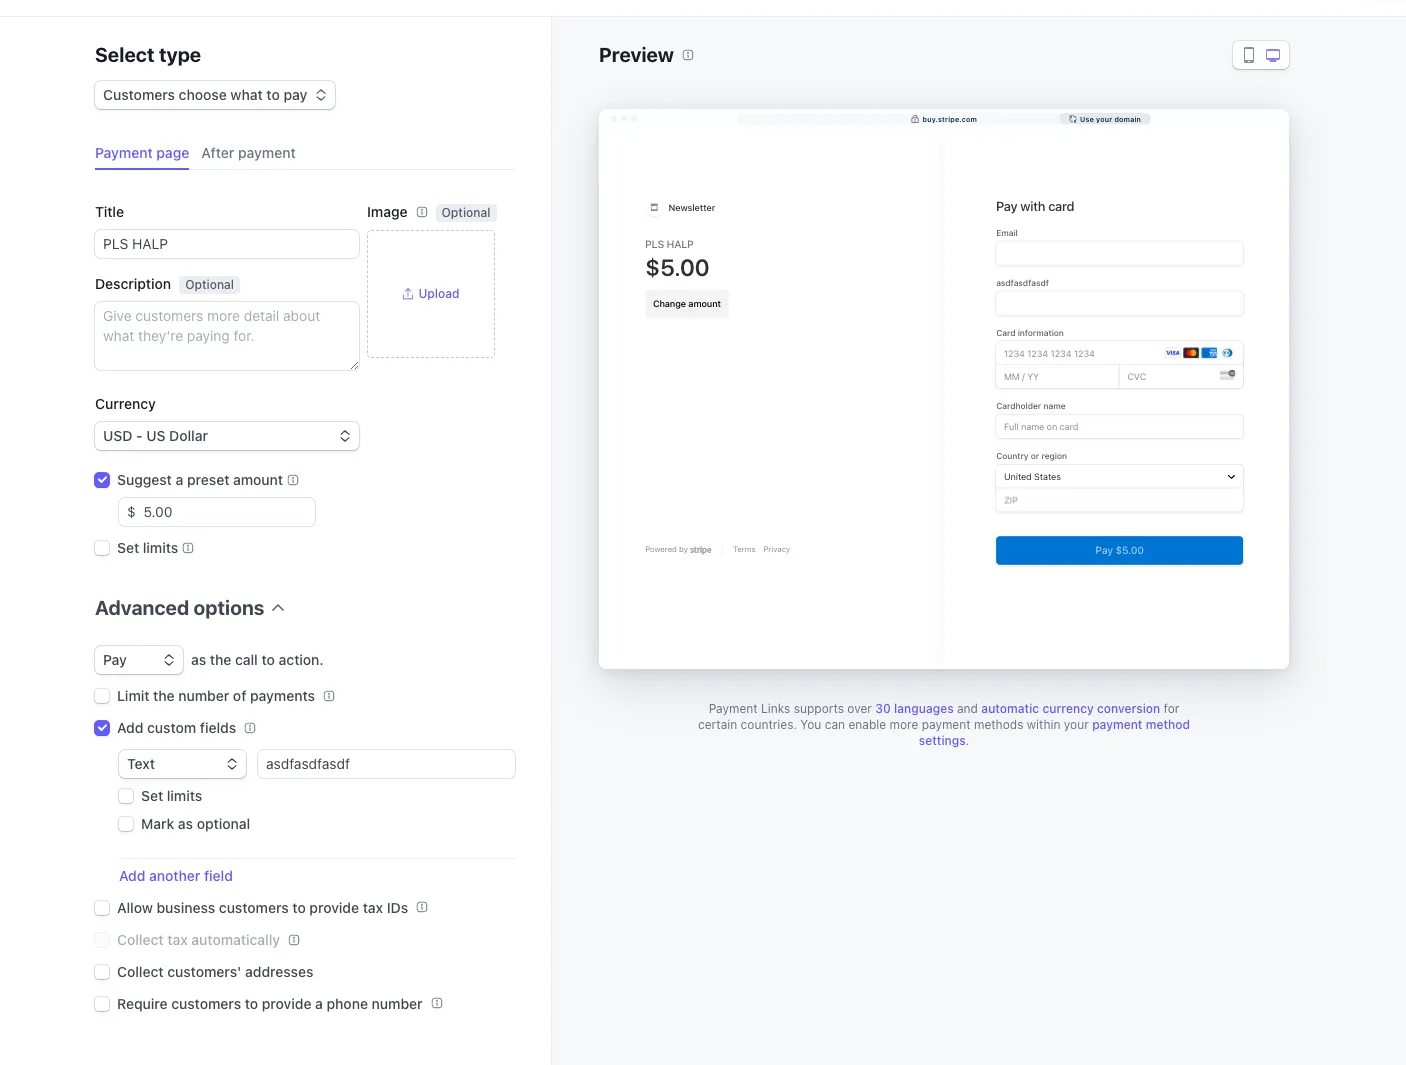 Select type
Customers choose what to pay
Payment page
After payment
Title
PLS HALP
Image
Optional
Upload
Description
Optional
Give customers more detail about
what they're paying for.
Currency
USD - US Dollar
Suggest a preset amount
$ 5.00
Set limits
Advanced options
Pay
as the call to action.
Limit the number of payments
Add custom fields
Text
asdfasdfasdf
Set limits
Mark as optional
Add another field
Allow business customers to provide tax IDs
Collect tax automatically
Collect customers' addresses
Require customers to provide a phone number
Preview
buy.stripe.com
Use your domain
Newsletter
PLS HALP
$5.00
Change amount
Powered by stripe
Terms
Privacy
Pay with card
Email
asdfasdfasdf
Card information
1234 1234 1234 1234
VISA
MM / YY
CVC
Cardholder name
Full name on card
Country or region
United States
ZIP
Pay $5.00
Payment Links supports over 30 languages and automatic currency conversion for
certain countries. You can enable more payment methods within your payment method
settings.